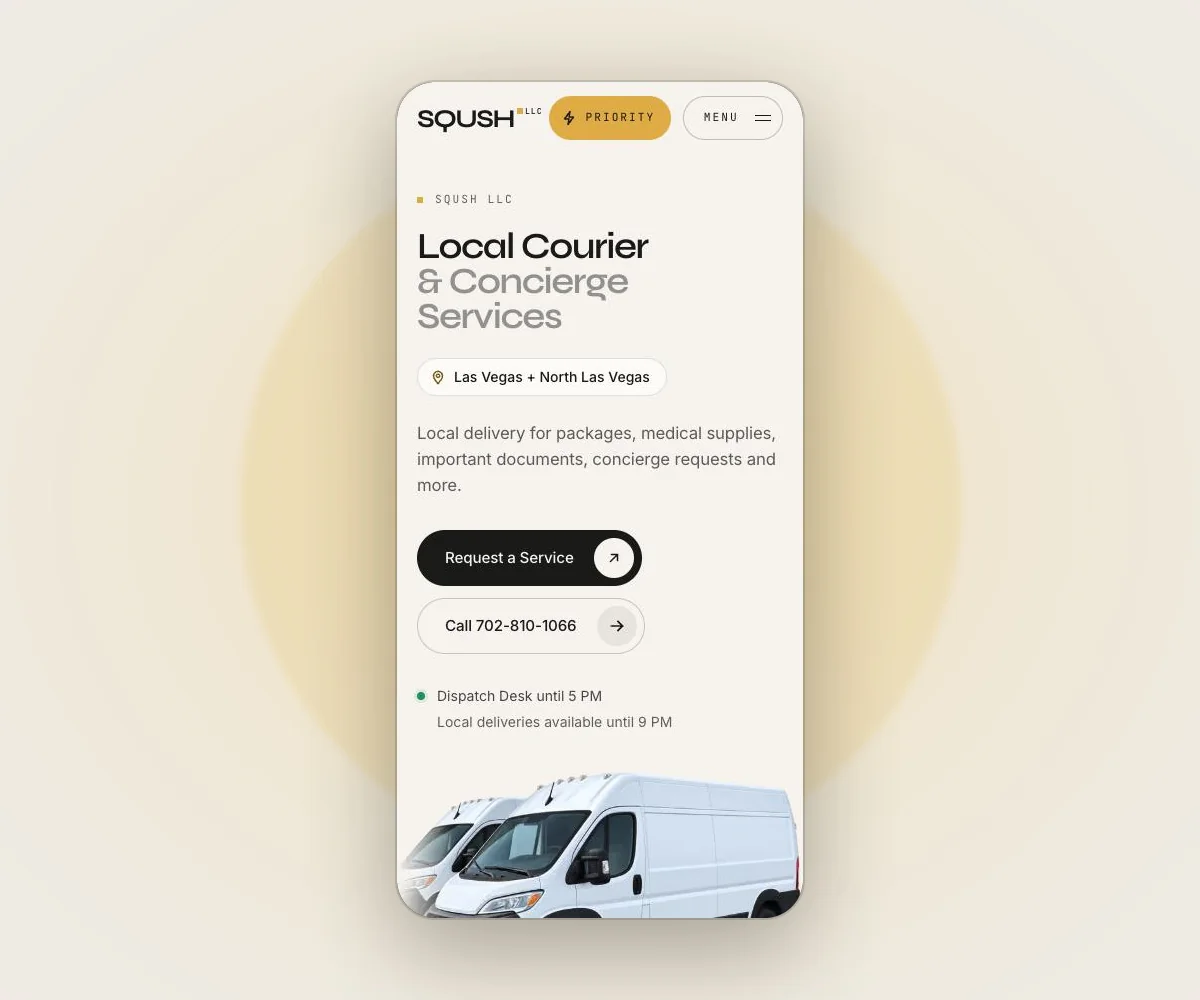 SQUSH LLC
PRIORITY
MENU
SQUSH LLC
Local Courier
& Concierge
Services
Las Vegas + North Las Vegas
Local delivery for packages, medical supplies,
important documents, concierge requests and
more.
Request a Service
Call 702-810-1066
Dispatch Desk until 5 PM
Local deliveries available until 9 PM